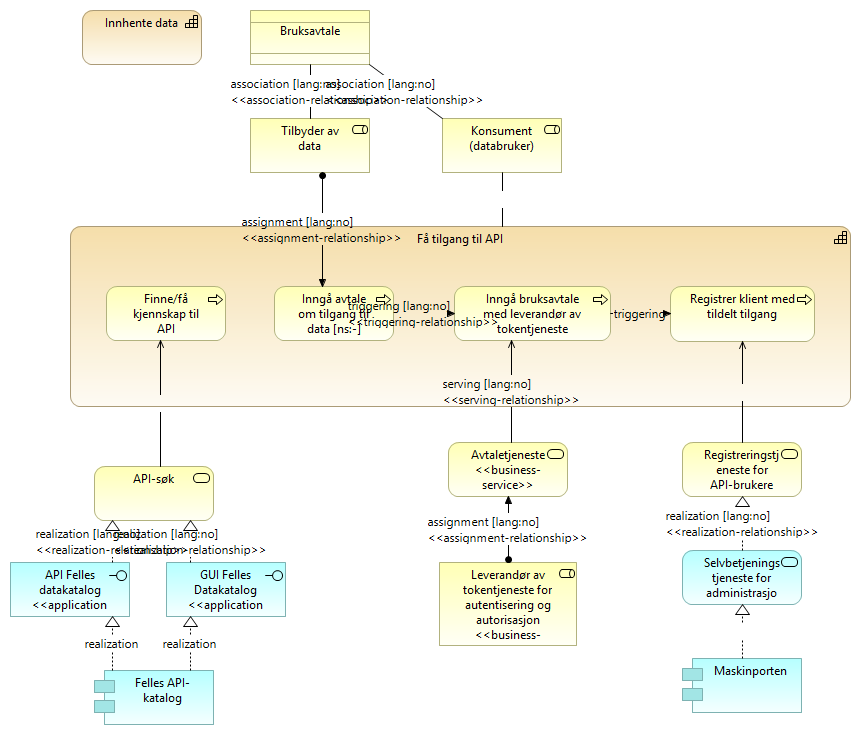 Innhente data
Bruksavtale
association [lang:no]
<<association-relationship>>
association [lang:no]
<<association-relationship>>
Tilbyder av
data
Konsument
(databruker)
assignment [lang:no]
<<assignment-relationship>>
Få tilgang til API
Finne/få
kjennskap til
API
Inngå avtale
om tilgang til
data [ns:-]
triggering [lang:no]
<<triggering-relationship>>
Inngå bruksavtale
med leverandør av
tokentjeneste
triggering
Registrer klient med
tildelt tilgang
serving [lang:no]
<<serving-relationship>>
API-søk
Avtaletjeneste
<<business-
service>>
Registreringstj
eneste for
API-brukere
realization [lang:no]
<<realization-relationship>>
realization [lang:no]
<<realization-relationship>>
assignment [lang:no]
<<assignment-relationship>>
realization [lang:no]
<<realization-relationship>>
API Felles
datakatalog
<<application
GUI Felles
Datakatalog
<<application
Leverandør av
tokentjeneste for
autentisering og
autorisasjon
<<business-
Selvbetjenings
tjeneste for
administrasjo
realization
realization
Felles API-
katalog
Maskinporten